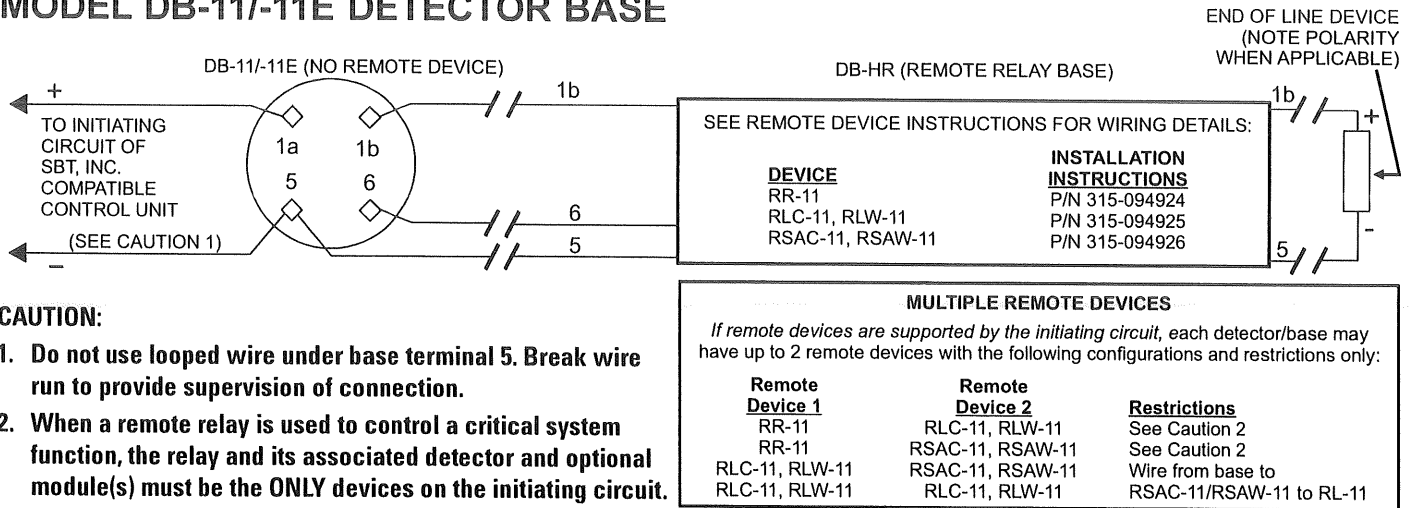 MODEL DB-11/-11E DETECTOR BASE
END OF LINE DEVICE
(NOTE POLARITY
WHEN APPLICABLE)
DB-11/-11E (NO REMOTE DEVICE)
DB-HR (REMOTE RELAY BASE)
+
1b
1b
+
TO INITIATING
CIRCUIT OF
SBT, INC.
COMPATIBLE
CONTROL UNIT
(SEE CAUTION 1)
−
1a
1b
5
6
6
5
SEE REMOTE DEVICE INSTRUCTIONS FOR WIRING DETAILS:
DEVICE
INSTALLATION
INSTRUCTIONS
RR-11 P/N 315-094924
RLC-11, RLW-11 P/N 315-094925
RSAC-11, RSAW-11 P/N 315-094926
-
5
CAUTION:
1. Do not use looped wire under base terminal 5. Break wire
run to provide supervision of connection.
2. When a remote relay is used to control a critical system
function, the relay and its associated detector and optional
module(s) must be the ONLY devices on the initiating circuit.
MULTIPLE REMOTE DEVICES
If remote devices are supported by the initiating circuit, each detector/base may
have up to 2 remote devices with the following configurations and restrictions only:
Remote Remote
Device 1 Device 2 Restrictions
RR-11 RLC-11, RLW-11 See Caution 2
RR-11 RSAC-11, RSAW-11 See Caution 2
RLC-11, RLW-11 RSAC-11, RSAW-11 Wire from base to
RLC-11, RLW-11 RLC-11, RLW-11 RSAC-11/RSAW-11 to RL-11